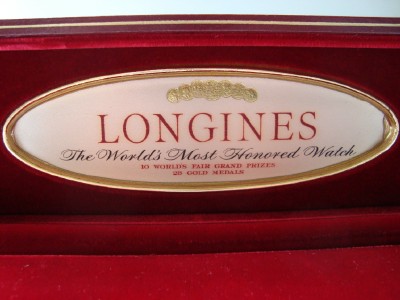 LONGINES
The World's Most Honored Watch
10 WORLD'S FAIR GRAND PRIZES
28 GOLD MEDALS